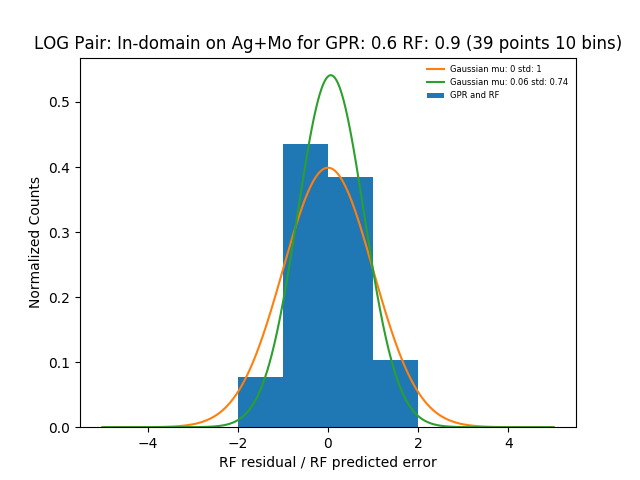 LOG Pair: In-domain on Ag+Mo for GPR: 0.6 RF: 0.9 (39 points 10 bins)
Gaussian mu: 0 std: 1
Gaussian mu: 0.06 std: 0.74
GPR and RF
Normalized Counts
0.5
0.4
0.3
0.2
0.1
0.0
−4 −2 0 2 4
RF residual / RF predicted error